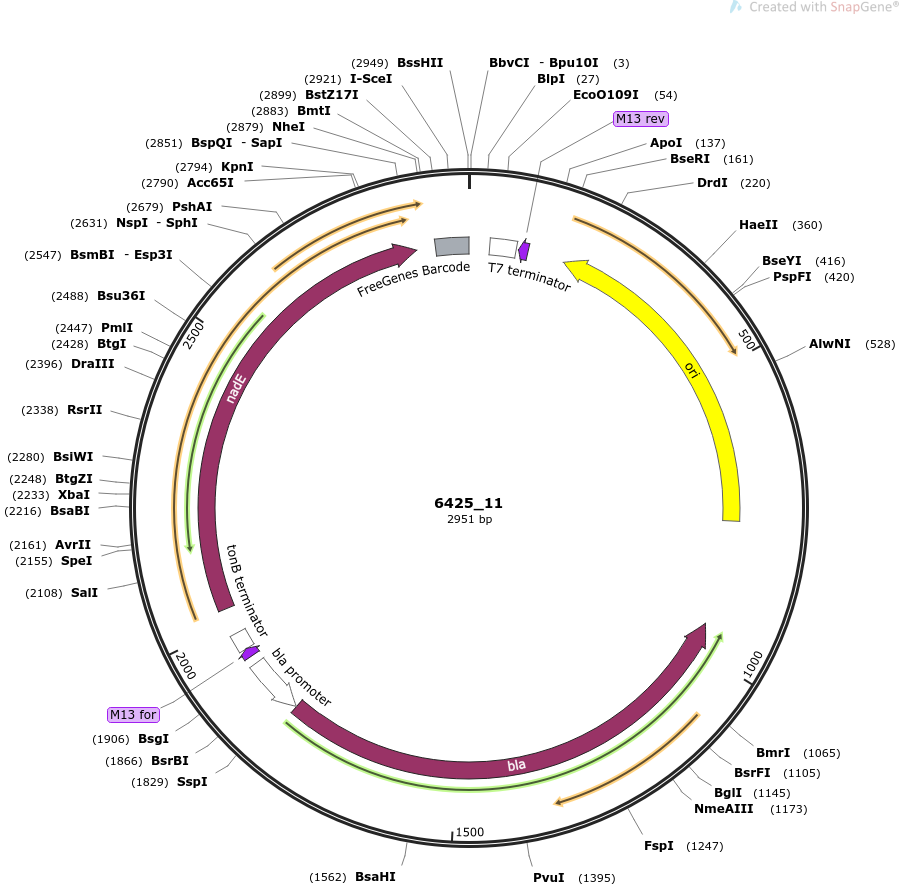 Created with SnapGene®
(2949) BssHII
(2921) I-SceI
(2899) BstZ17I
(2883) BmtI
(2879) NheI
(2851) BspQI - SapI
(2794) KpnI
(2790) Acc65I
(2679) PshAI
(2631) NspI - SphI
(2547) BsmBI - Esp3I
(2488) Bsu36I
(2447) PmlI
(2428) BtgI
(2396) DraIII
(2338) RsrII
(2280) BsiWI
(2248) BtgZI
(2233) XbaI
(2216) BsaBI
(2161) AvrII
(2155) SpeI
(2108) SalI
M13 for
(1906) BsgI
(1866) BsrBI
(1829) SspI
(1562) BsaHI
BbvCI - Bpu10I (3)
BlpI (27)
EcoO109I (54)
M13 rev
ApoI (137)
BseRI (161)
DrdI (220)
HaeII (360)
BseYI (416)
PspFI (420)
AlwNI (528)
BmrI (1065)
BsrFI (1105)
BglI (1145)
NmeAIII (1173)
FspI (1247)
PvuI (1395)
500
1000
1500
2000
2500
FreeGenes Barcode
T7 terminator
ori
nadE
tonB terminator
bla promoter
bla
6425_11
2951 bp